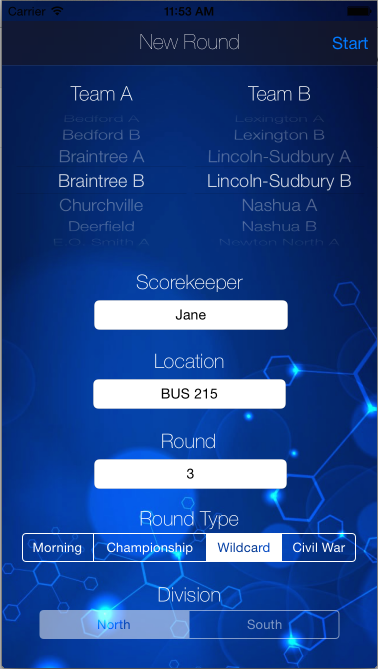 Carrier 11:53 AM
New Round Start
Team A Team B
Bedford A Lexington A
Bedford B Lexington B
Braintree A Lincoln-Sudbury A
Braintree B Lincoln-Sudbury B
Churchville Nashua A
Deerfield Nashua B
E.O. Smith A Newton North A
Scorekeeper
Jane
Location
BUS 215
Round
3
Round Type
Morning Championship Wildcard Civil War
Division
North South